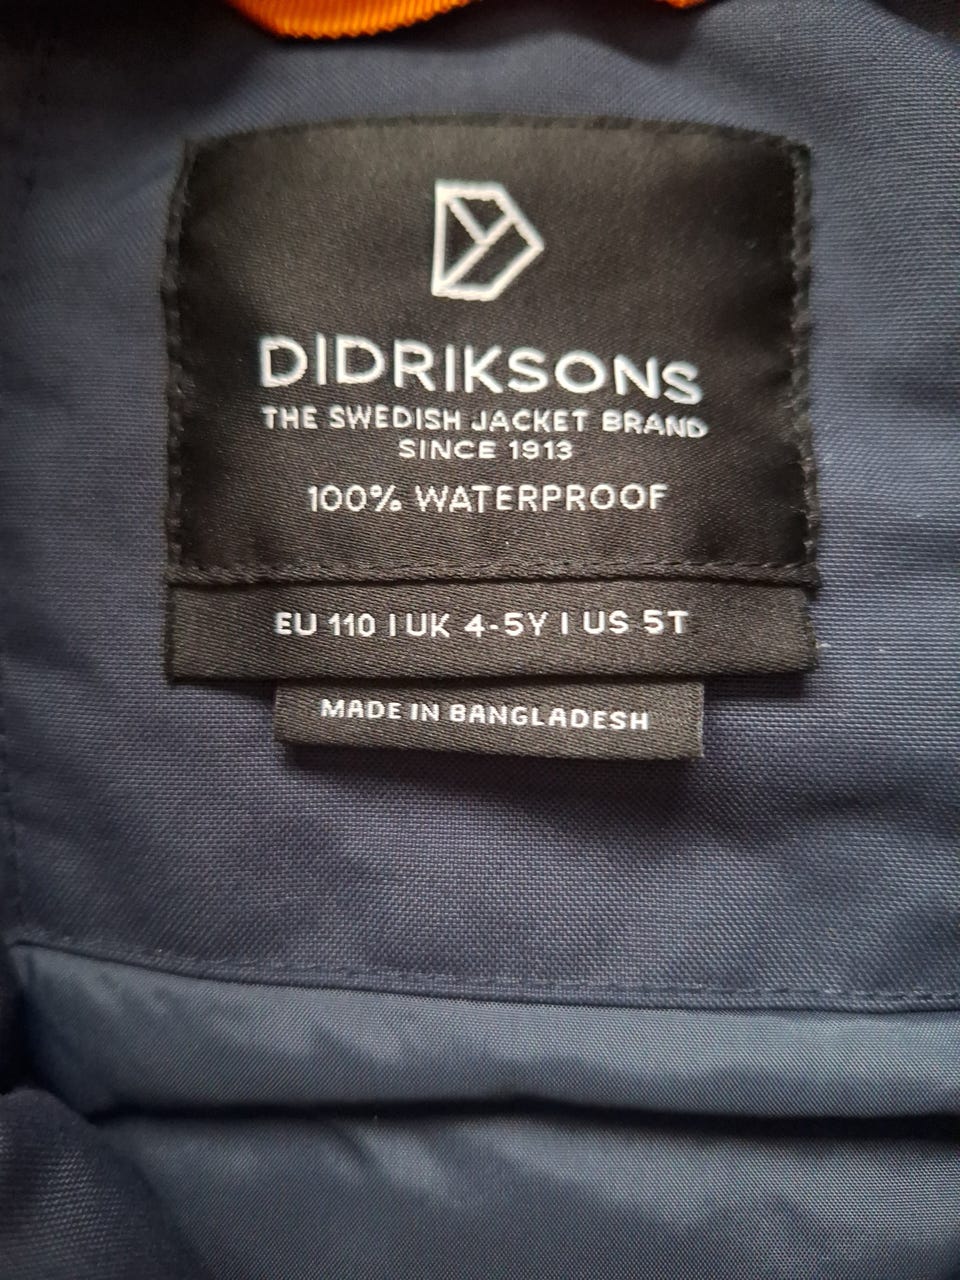 DIDRIKSONS
THE SWEDISH JACKET BRAND
SINCE 1913
100% WATERPROOF
EU 110 | UK 4-5Y | US 5T
MADE IN BANGLADESH